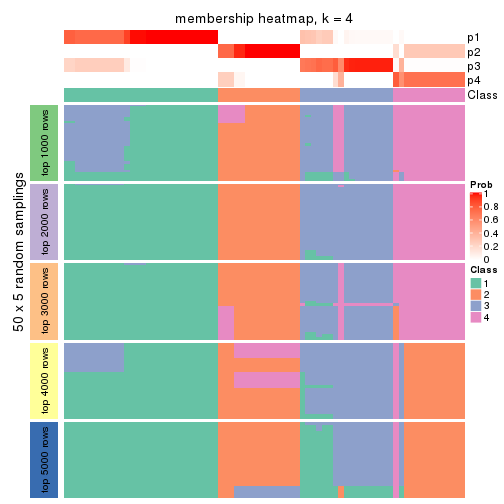 membership heatmap, k = 4
p1
p2
p3
p4
Class
50 x 5 random samplings
top 1000 rows
top 2000 rows
top 3000 rows
top 4000 rows
top 5000 rows
Prob
1
0.8
0.6
0.4
0.2
0
Class
1
2
3
4